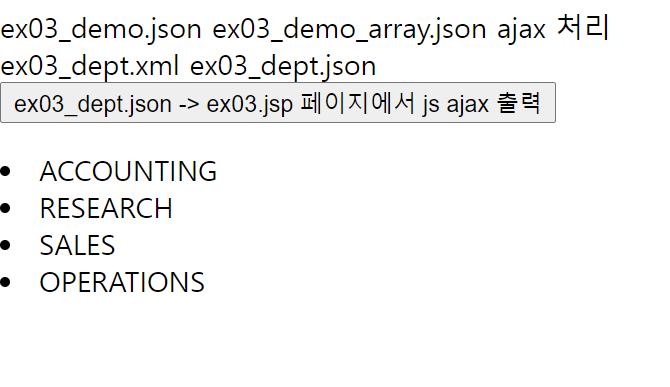 ex03_demo.json ex03_demo_array.json ajax 처리
ex03_dept.xml ex03_dept.json
ex03_dept.json -> ex03.jsp 페이지에서 js ajax 출력
• ACCOUNTING
• RESEARCH
• SALES
• OPERATIONS